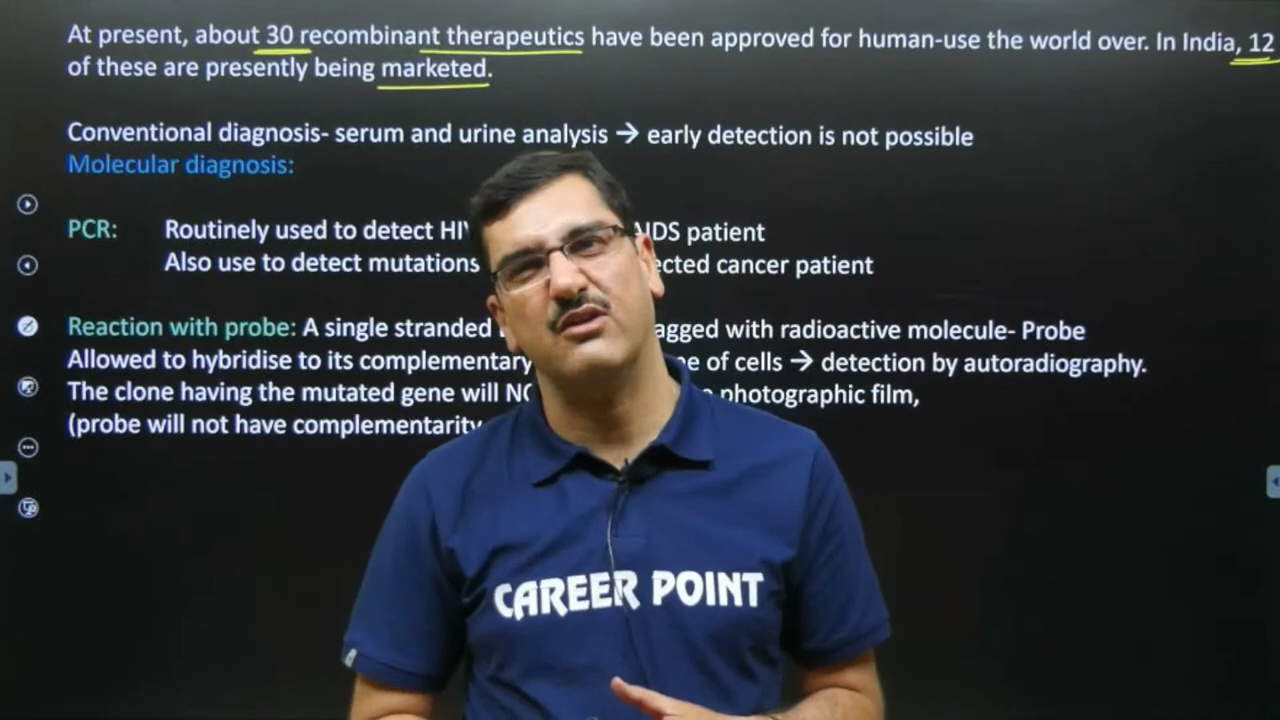 At present, about 30 recombinant therapeutics have been approved for human-use the world over. In India, 12
of these are presently being marketed.
Conventional diagnosis- serum and urine analysis → early detection is not possible
Molecular diagnosis:
PCR: Routinely used to detect HIV AIDS patient
Also use to detect mutations cancer patient
Reaction with probe: A single stranded tagged with radioactive molecule- Probe
Allowed to hybridise to its complementary of cells → detection by autoradiography.
The clone having the mutated gene will photographic film,
(probe will not have complementarity
CAREER POINT